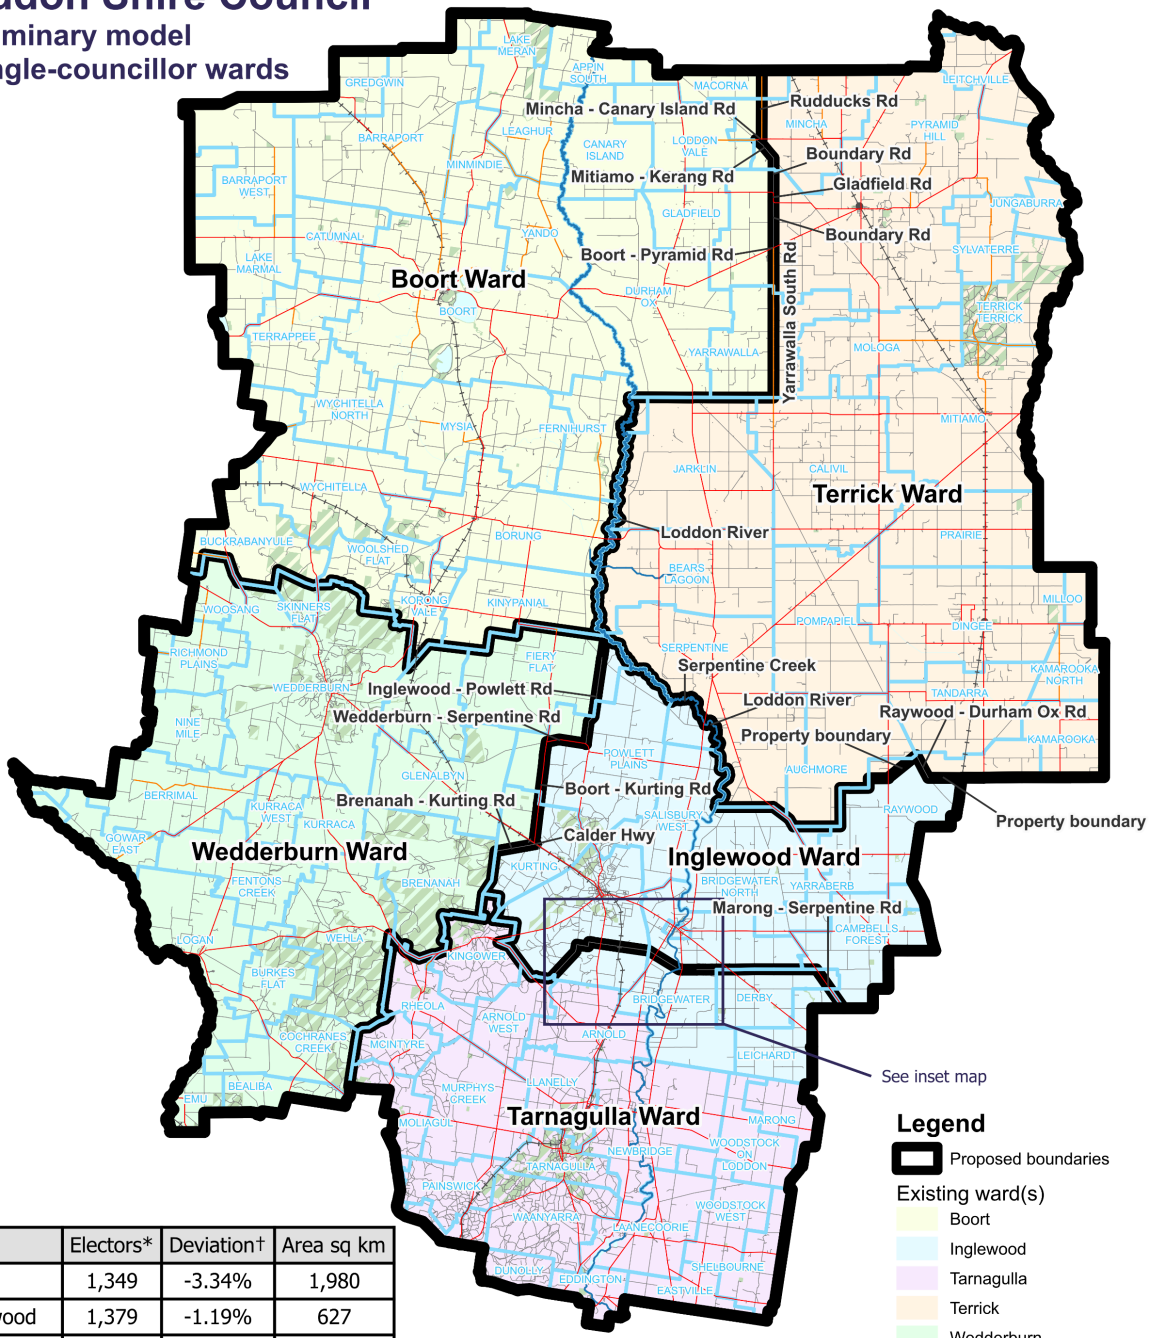 ddon Shire Council
minary model
ngle-councillor wards
LAKE
MERAN
APPIN
SOUTH
GREDGWIN
MACORNA
LEITCHVILLE
Mincha - Canary Island Rd
Rudducks Rd
BARRAPORT
LEAGHUR
CANARY
ISLAND
LODDON
VALE
MINCHA
PYRAMID
HILL
Boundary Rd
MINMINDIE
Mitiamo - Kerang Rd
Gladfield Rd
BARRAPORT
WEST
JUNGABURRA
GLADFIELD
CATUMNAL
YANDO
Boundary Rd
LAKE
MARMAL
Boort - Pyramid Rd
SYLVATERRE
Boort Ward
DURHAM
OX
Yarrawalla South Rd
BOORT
TERRICK
TERRICK
TERRAPPEE
YARRAWALLA
MOLOGA
WYCHITELLA
NORTH
MYSIA
FERNIHURST
MITIAMO
JARKLIN
CALIVIL
WYCHITELLA
Terrick Ward
Loddon River
BUCKRABANYULE
WOOLSHED
FLAT
BORUNG
PRAIRIE
BEARS
LAGOON
WOOSANG
SKINNERS
FLAT
KORONG
VALE
KINYPANIAL
MILLOO
POMPAPIEL
DINGEE
RICHMOND
PLAINS
FIERY
FLAT
SERPENTINE
Serpentine Creek
KAMAROOKA
NORTH
WEDDERBURN
Inglewood - Powlett Rd
TANDARRA
Loddon River
Wedderburn - Serpentine Rd
Raywood - Durham Ox Rd
NINE
MILE
Property boundary
KAMAROOKA
POWLETT
PLAINS
GLENALBYN
AUCHMORE
Boort - Kurting Rd
BERRIMAL
Brenanah - Kurting Rd
KURRACA
WEST
KURRACA
SALISBURY
WEST
RAYWOOD
Property boundary
GOWAR
EAST
Calder Hwy
Wedderburn Ward
Inglewood Ward
KURTING
FENTONS
CREEK
BRENANAH
BRIDGEWATER
NORTH
YARRABERB
Marong - Serpentine Rd
LOGAN
WEHLA
CAMPBELLS
FOREST
KINGOWER
BURKES
FLAT
RHEOLA
BRIDGEWATER
DERBY
ARNOLD
WEST
ARNOLD
COCHRANES
CREEK
MCINTYRE
LEICHARDT
See inset map
BEALIBA
MURPHYS
CREEK
LLANELLY
EMU
Tarnagulla Ward
MOLIAGUL
MARONG
NEWBRIDGE
WOODSTOCK
ON
LODDON
TARNAGULLA
PAINSWICK
WAANYARRA
LAANECOORIE
WOODSTOCK
WEST
DUNOLLY
EDDINGTON
SHELBOURNE
EASTVILLE
Legend
Proposed boundaries
Existing ward(s)
Boort
Inglewood
Tarnagulla
Terrick
Wedderburn
Electors* Deviation† Area sq km
1,349 -3.34% 1,980
wood 1,379 -1.19% 627